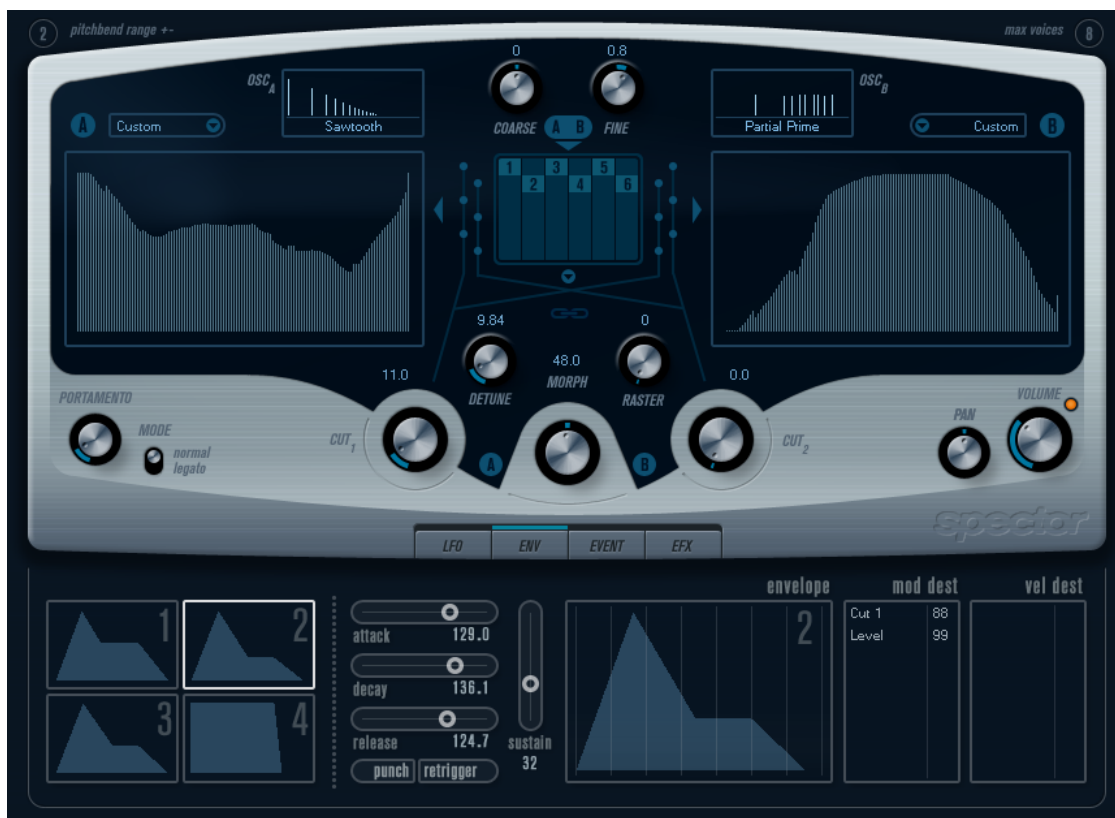 2 pitchbend range +- max voices 8
0 0.8
OSC A OSC B
Sawtooth Partial Prime
A Custom COARSE A B FINE Custom B
1 2 3 4 5 6
9.84 0
48.0
11.0 MORPH 0.0
DETUNE RASTER
PORTAMENTO VOLUME
MODE PAN
normal CUT 1 CUT 2
legato
A B
spector
LFO ENV EVENT EFX
envelope mod dest vel dest
1 2 attack 129.0 2 Cut 1 88
Level 99
decay 136.1
3 4 release 124.7 sustain
punch retrigger 32